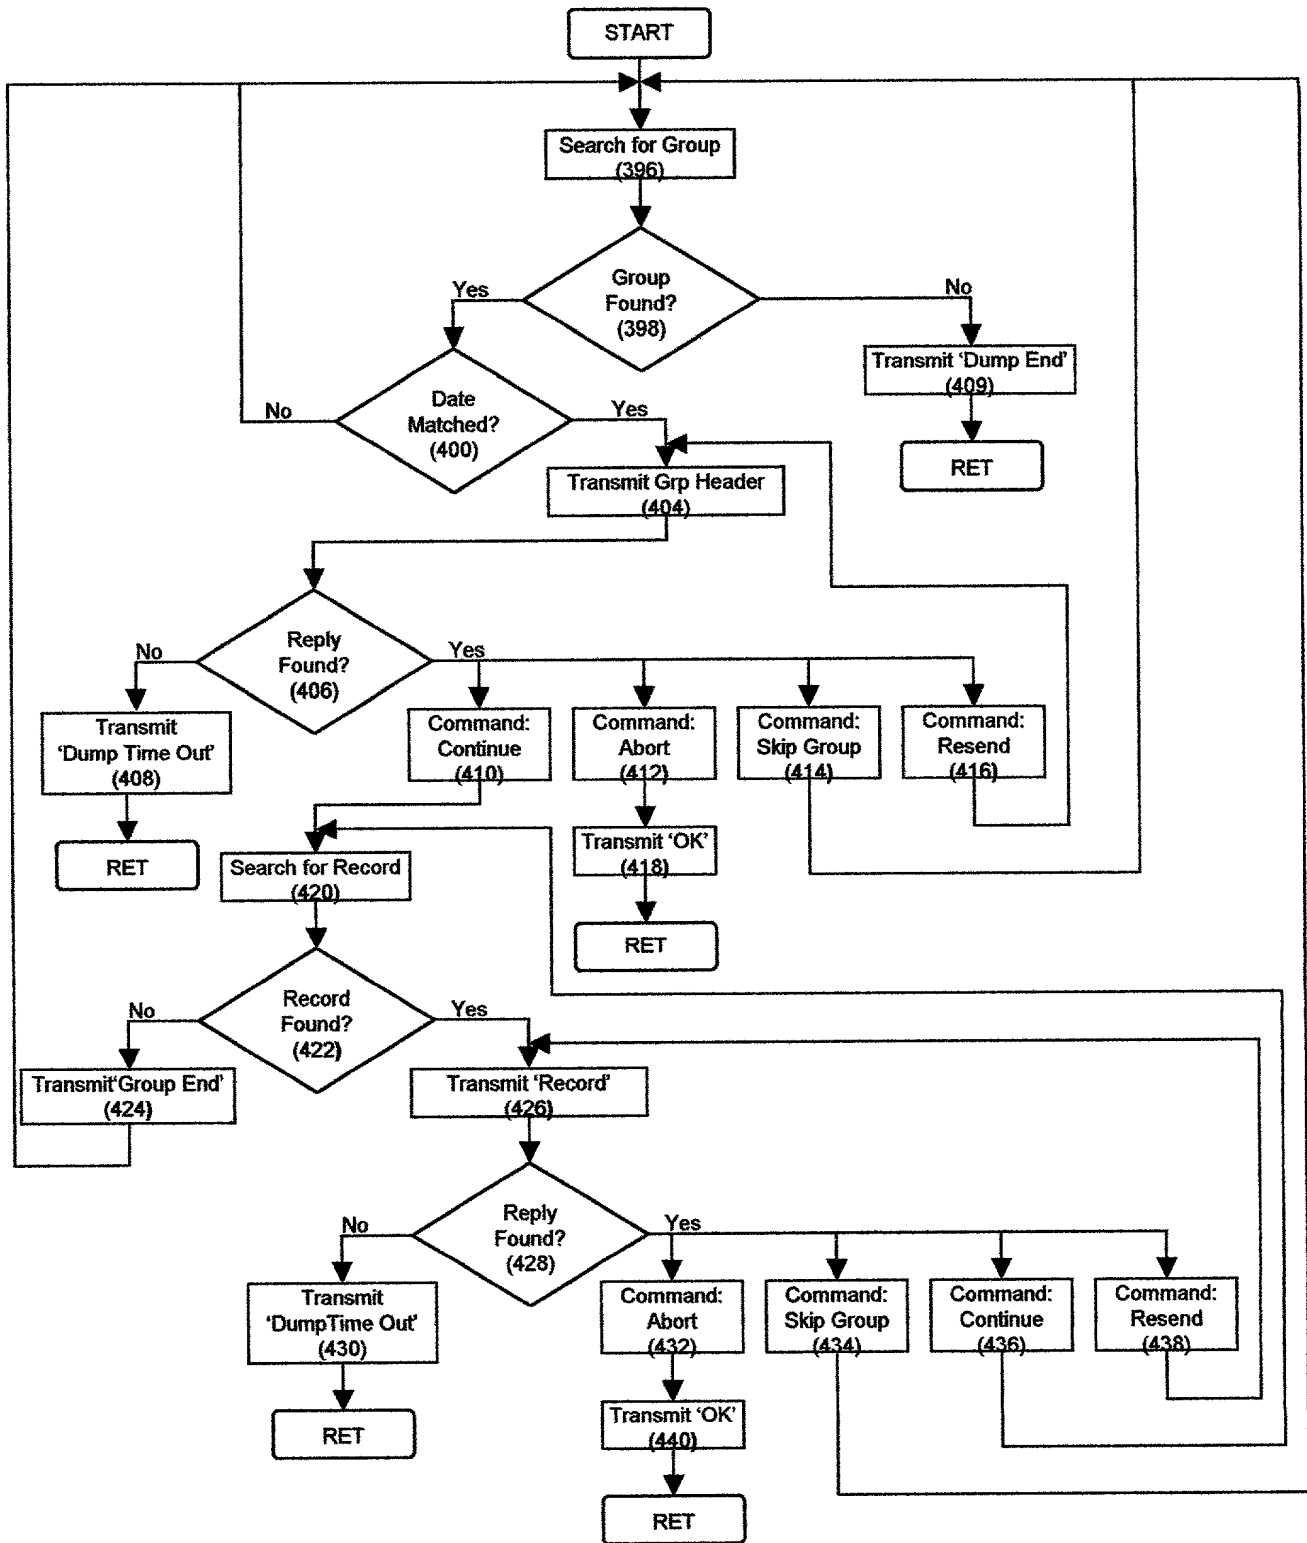 START
Search for Group
(396)
Group
Found?
(398)
Yes
No
Transmit 'Dump End'
(409)
RET
Date
Matched?
(400)
No
Yes
Transmit Grp Header
(404)
Reply
Found?
(406)
No
Yes
Transmit
'Dump Time Out'
(408)
RET
Command:
Continue
(410)
Command:
Abort
(412)
Command:
Skip Group
(414)
Command:
Resend
(416)
Transmit 'OK'
(418)
RET
Search for Record
(420)
Record
Found?
(422)
No
Yes
Transmit'Group End'
(424)
Transmit 'Record'
(426)
Reply
Found?
(428)
No
Yes
Transmit
'DumpTime Out'
(430)
RET
Command:
Abort
(432)
Command:
Skip Group
(434)
Command:
Continue
(436)
Command:
Resend
(438)
Transmit 'OK'
(440)
RET